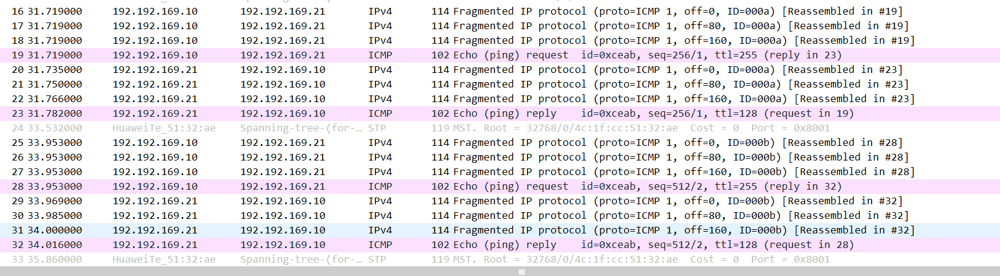 16 31.719000 192.192.169.10 192.192.169.21 IPv4 114 Fragmented IP protocol (proto=ICMP 1, off=0, ID=000a) [Reassembled in #19]
17 31.719000 192.192.169.10 192.192.169.21 IPv4 114 Fragmented IP protocol (proto=ICMP 1, off=80, ID=000a) [Reassembled in #19]
18 31.719000 192.192.169.10 192.192.169.21 IPv4 114 Fragmented IP protocol (proto=ICMP 1, off=160, ID=000a) [Reassembled in #19]
19 31.719000 192.192.169.10 192.192.169.21 ICMP 102 Echo (ping) request id=0xceab, seq=256/1, ttl=255 (reply in 23)
20 31.735000 192.192.169.21 192.192.169.10 IPv4 114 Fragmented IP protocol (proto=ICMP 1, off=0, ID=000a) [Reassembled in #23]
21 31.750000 192.192.169.21 192.192.169.10 IPv4 114 Fragmented IP protocol (proto=ICMP 1, off=80, ID=000a) [Reassembled in #23]
22 31.766000 192.192.169.21 192.192.169.10 IPv4 114 Fragmented IP protocol (proto=ICMP 1, off=160, ID=000a) [Reassembled in #23]
23 31.782000 192.192.169.21 192.192.169.10 ICMP 102 Echo (ping) reply id=0xceab, seq=256/1, ttl=128 (request in 19)
24 33.532000 HuaweiTe_51:32:ae Spanning-tree-(for-… STP 119 MST. Root = 32768/0/4c:1f:cc:51:32:ae Cost = 0 Port = 0x8001
25 33.953000 192.192.169.10 192.192.169.21 IPv4 114 Fragmented IP protocol (proto=ICMP 1, off=0, ID=000b) [Reassembled in #28]
26 33.953000 192.192.169.10 192.192.169.21 IPv4 114 Fragmented IP protocol (proto=ICMP 1, off=80, ID=000b) [Reassembled in #28]
27 33.953000 192.192.169.10 192.192.169.21 IPv4 114 Fragmented IP protocol (proto=ICMP 1, off=160, ID=000b) [Reassembled in #28]
28 33.953000 192.192.169.10 192.192.169.21 ICMP 102 Echo (ping) request id=0xceab, seq=512/2, ttl=255 (reply in 32)
29 33.969000 192.192.169.21 192.192.169.10 IPv4 114 Fragmented IP protocol (proto=ICMP 1, off=0, ID=000b) [Reassembled in #32]
30 33.985000 192.192.169.21 192.192.169.10 IPv4 114 Fragmented IP protocol (proto=ICMP 1, off=80, ID=000b) [Reassembled in #32]
31 34.000000 192.192.169.21 192.192.169.10 IPv4 114 Fragmented IP protocol (proto=ICMP 1, off=160, ID=000b) [Reassembled in #32]
32 34.016000 192.192.169.21 192.192.169.10 ICMP 102 Echo (ping) reply id=0xceab, seq=512/2, ttl=128 (request in 28)
33 35.860000 HuaweiTe_51:32:ae Spanning-tree-(for-… STP 119 MST. Root = 32768/0/4c:1f:cc:51:32:ae Cost = 0 Port = 0x8001